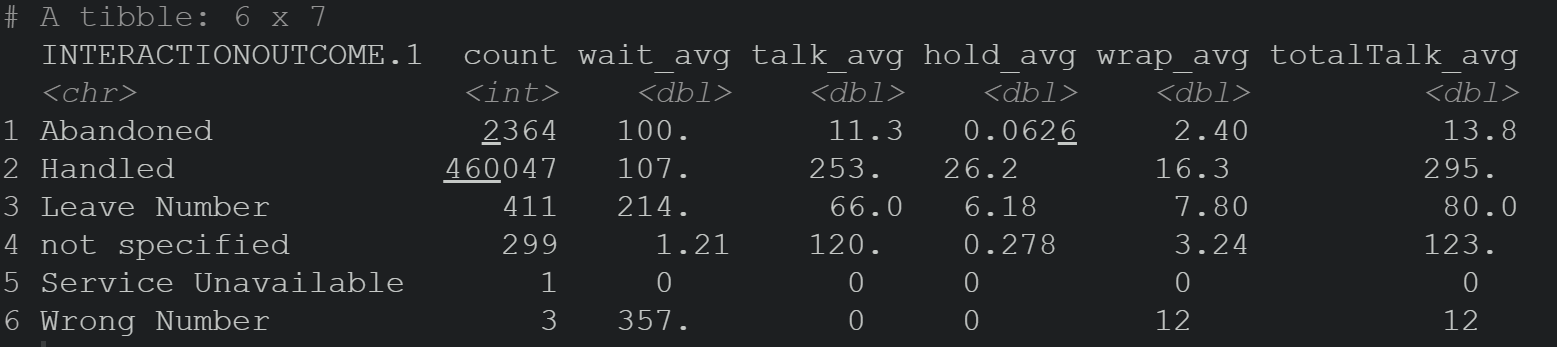 # A tibble: 6 x 7
INTERACTIONOUTCOME.1 count wait_avg talk_avg hold_avg wrap_avg totalTalk_avg
<chr> <int> <dbl> <dbl> <dbl> <dbl> <dbl>
1 Abandoned 2364 100. 11.3 0.0626 2.40 13.8
2 Handled 460047 107. 253. 26.2 16.3 295.
3 Leave Number 411 214. 66.0 6.18 7.80 80.0
4 not specified 299 1.21 120. 0.278 3.24 123.
5 Service Unavailable 1 0 0 0 0 0
6 Wrong Number 3 357. 0 0 12 12